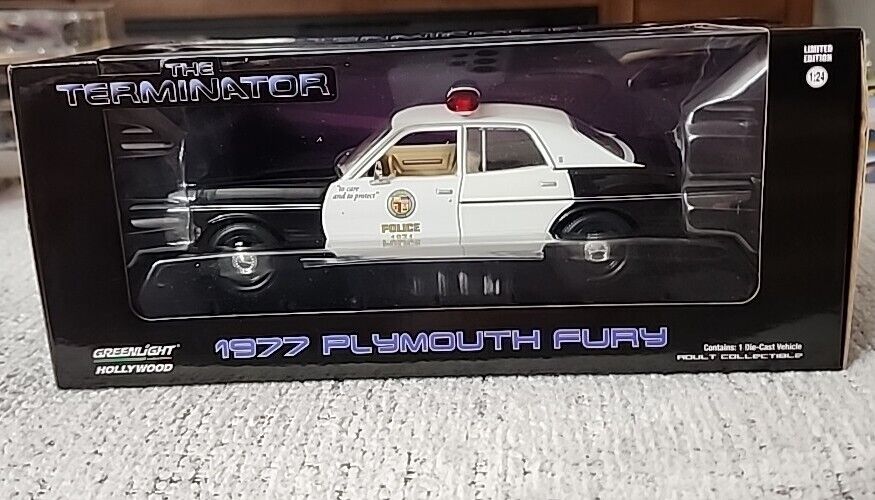 THE
TERMINATOR
LIMITED
EDITION
1:24
"to care
and to protect"
POLICE
1971
GREENLIGHT
HOLLYWOOD
1977 PLYMOUTH FURY
Contains: 1 Die-Cast Vehicle
ADULT COLLECTIBLE